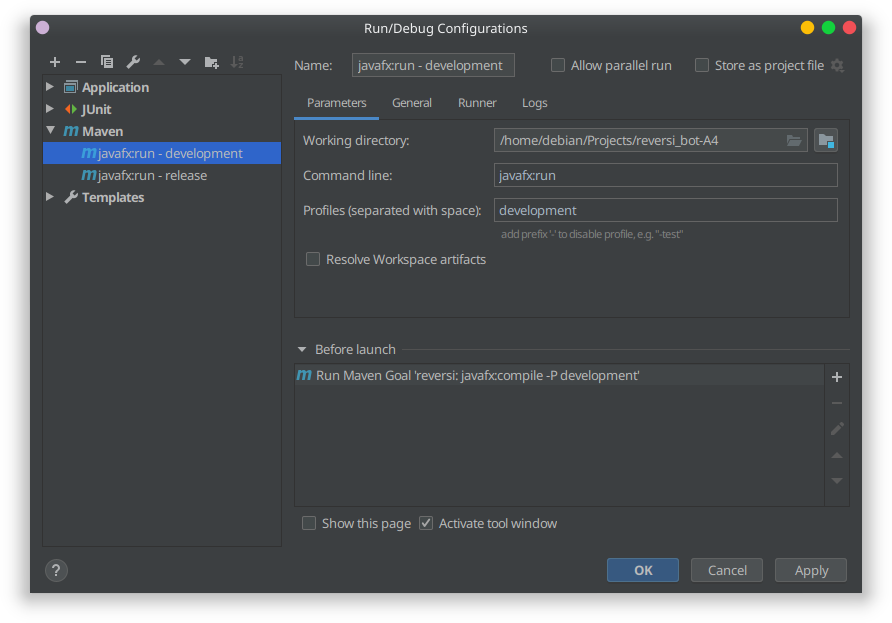 Run/Debug Configurations
Name: javafx:run - development Allow parallel run Store as project file
Application
JUnit
Maven
javafx:run - development
javafx:run - release
Templates
Parameters General Runner Logs
Working directory: /home/debian/Projects/reversi_bot-A4
Command line: javafx:run
Profiles (separated with space): development
add prefix '-' to disable profile, e.g. "-test"
Resolve Workspace artifacts
Before launch
m Run Maven Goal 'reversi: javafx:compile -P development'
Show this page Activate tool window
? OK Cancel Apply